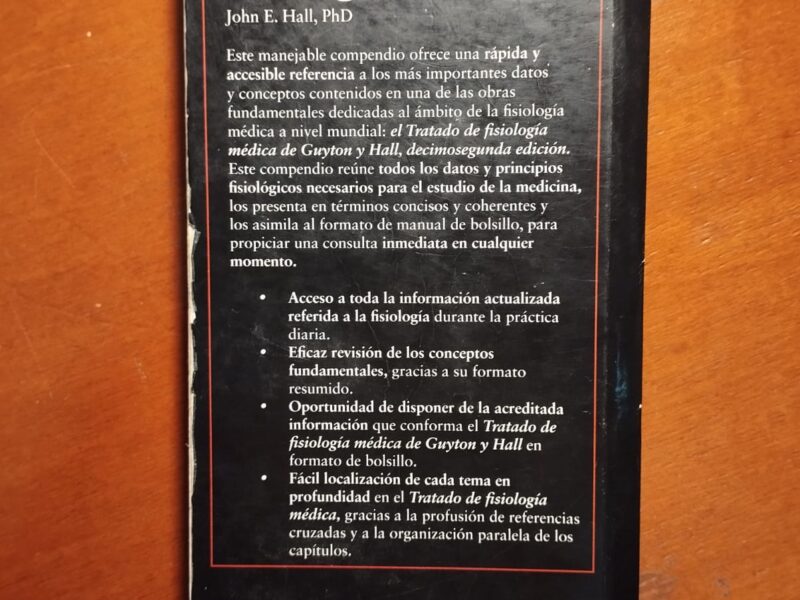 John E. Hall, PhD
Este manejable compendio ofrece una rápida y
accesible referencia a los más importantes datos
y conceptos contenidos en una de las obras
fundamentales dedicadas al ámbito de la fisiología
médica a nivel mundial: el Tratado de fisiología
médica de Guyton y Hall, decimosegunda edición.
Este compendio reúne todos los datos y principios
fisiológicos necesarios para el estudio de la medicina,
los presenta en términos concisos y coherentes y
los asimila al formato de manual de bolsillo, para
propiciar una consulta inmediata en cualquier
momento.
• Acceso a toda la información actualizada
referida a la fisiología durante la práctica
diaria.
• Eficaz revisión de los conceptos
fundamentales, gracias a su formato
resumido.
• Oportunidad de disponer de la acreditada
información que conforma el Tratado de
fisiología médica de Guyton y Hall en
formato de bolsillo.
• Fácil localización de cada tema en
profundidad en el Tratado de fisiología
médica, gracias a la profusión de referencias
cruzadas y a la organización paralela de los
capítulos.